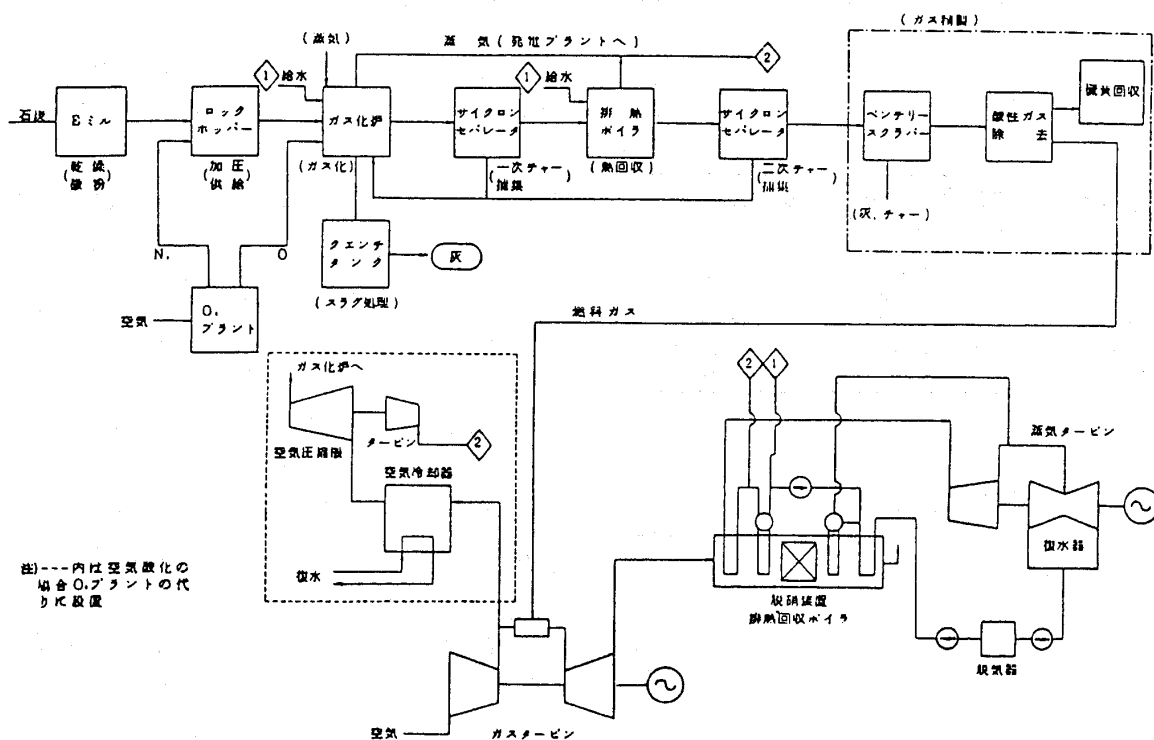 (ガス精製)
(蒸気)
蒸気(発電プラントへ)
2
1
給水
1
給水
石炭
Eミル
ロック
ホッパー
ガス化炉
サイクロン
セパレータ
排熱
ボイラ
サイクロン
セパレータ
ベンテリー
スクラバー
酸性ガス
除去
硫黄回収
(乾燥
微粉)
(加圧
供給)
(ガス化)
(一次チャー
捕集)
(熱回収)
(二次チャー
捕集)
(灰,チャー)
N₂
O
クエンチ
タンク
灰
(スラグ処理)
空気
O₂
プラント
燃料ガス
ガス化炉へ
空気圧縮機
タービン
2
空気冷却器
復水
注)---内は空気酸化の
場合O₂プラントの代
りに設置
2
1
蒸気タービン
復水器
脱硝装置
排熱回収ボイラ
脱気器
空気
ガスタービン